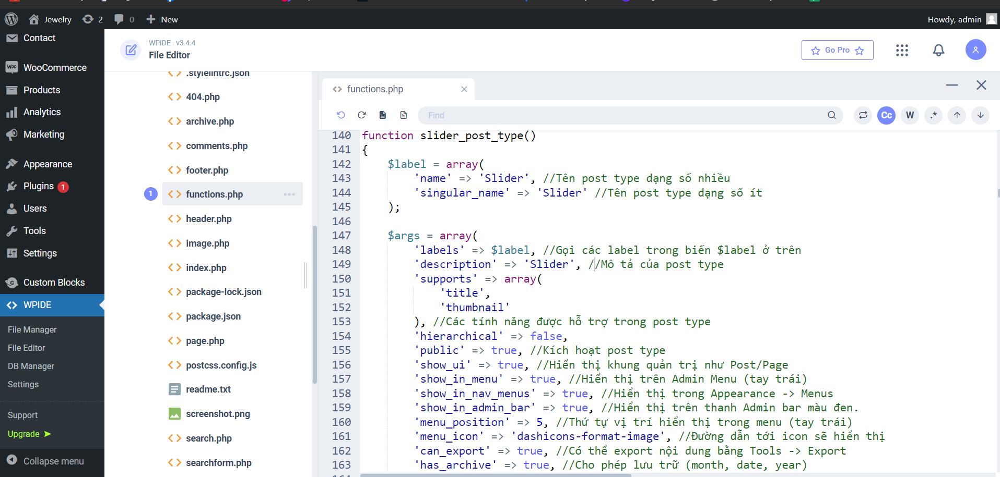 Jewelry
2
0
New
Howdy, admin
Contact
WooCommerce
Products
Analytics
Marketing
Appearance
Plugins 1
Users
Tools
Settings
Custom Blocks
WPIDE
File Manager
File Editor
DB Manager
Settings
Support
Upgrade ➤
Collapse menu
WPIDE - v3.4.4
File Editor
Go Pro
.stylelintrc.json
404.php
archive.php
comments.php
footer.php
1
functions.php
header.php
image.php
index.php
package-lock.json
package.json
page.php
postcss.config.js
readme.txt
screenshot.png
search.php
searchform.php
functions.php
Find
Cc
W
.*
140 function slider_post_type()
141 {
142 $label = array(
143 'name' => 'Slider', //Tên post type dạng số nhiều
144 'singular_name' => 'Slider' //Tên post type dạng số ít
145 );
146
147 $args = array(
148 'labels' => $label, //Gọi các label trong biến $label ở trên
149 'description' => 'Slider', //Mô tả của post type
150 'supports' => array(
151 'title',
152 'thumbnail'
153 ), //Các tính năng được hỗ trợ trong post type
154 'hierarchical' => false,
155 'public' => true, //Kích hoạt post type
156 'show_ui' => true, //Hiển thị khung quản trị như Post/Page
157 'show_in_menu' => true, //Hiển thị trên Admin Menu (tay trái)
158 'show_in_nav_menus' => true, //Hiển thị trong Appearance -> Menus
159 'show_in_admin_bar' => true, //Hiển thị trên thanh Admin bar màu đen.
160 'menu_position' => 5, //Thứ tự vị trí hiển thị trong menu (tay trái)
161 'menu_icon' => 'dashicons-format-image', //Đường dẫn tới icon sẽ hiển thị
162 'can_export' => true, //Có thể export nội dung bằng Tools -> Export
163 'has_archive' => true, //Cho phép lưu trữ (month, date, year)